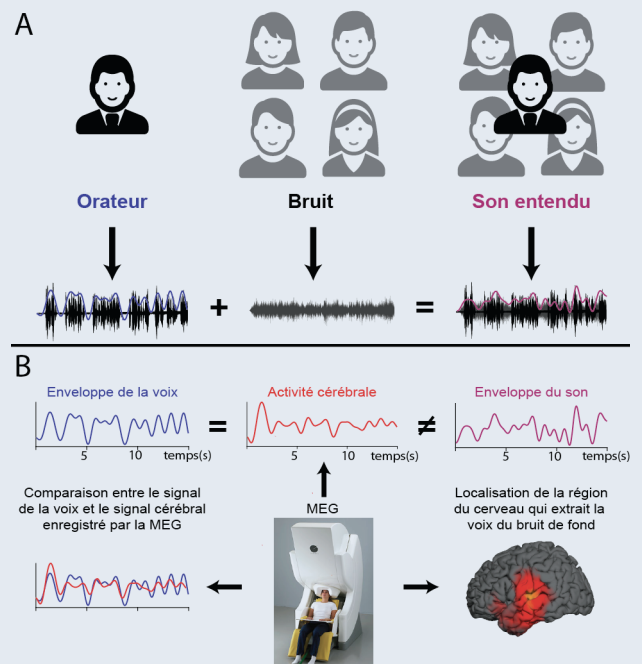 A
Orateur
Bruit
Son entendu
+
=
B
Enveloppe de la voix
Activité cérébrale
Enveloppe du son
=
≠
5
10
temps(s)
5
10
temps(s)
5
10
temps(s)
Comparaison entre le signal
de la voix et le signal cérébral
enregistré par la MEG
MEG
Localisation de la région
du cerveau qui extrait la
voix du bruit de fond